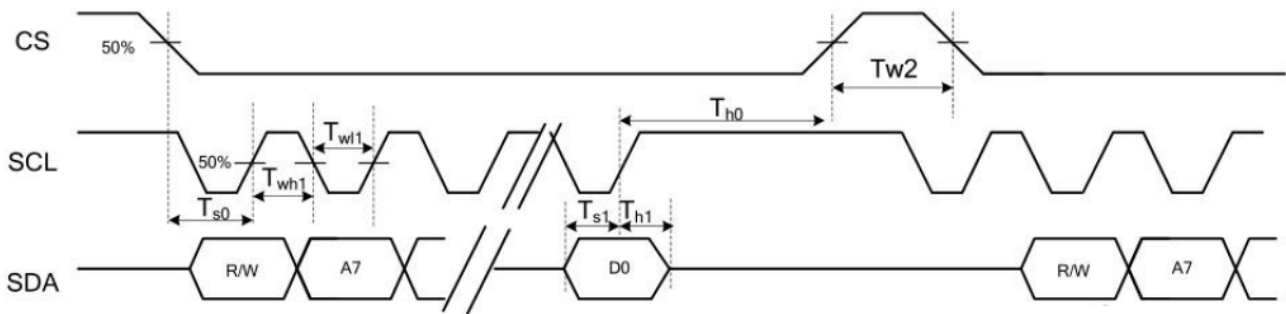 CS
50%
Tw2
Th0
SCL
50%
Twl1
Twh1
Ts0
Ts1
Th1
SDA
R/W
A7
D0
R/W
A7